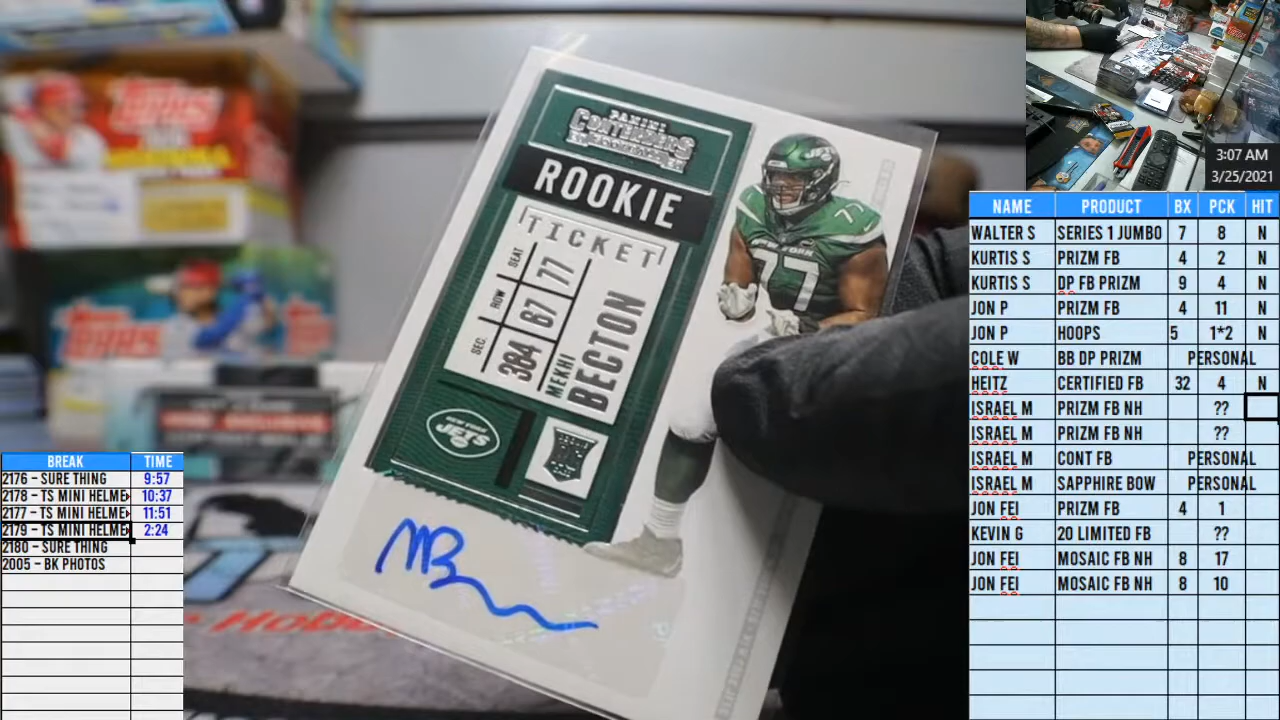 TOPPS
TOPPS
PANINI
CONTENDERS
ROOKIE
TICKET
SEAT
77
ROW
67
SEC.
384
MEKHI
BECTON
NEW YORK
JETS
NEW YORK
77
77
MB
3:07 AM
3/25/2021
NAME PRODUCT BX PCK HIT
WALTER S SERIES 1 JUMBO 7 8 N
KURTIS S PRIZM FB 4 2 N
KURTIS S DP FB PRIZM 9 4 N
JON P PRIZM FB 4 11 N
JON P HOOPS 5 1*2 N
COLE W BB DP PRIZM PERSONAL
HEITZ CERTIFIED FB 32 4 N
ISRAEL M PRIZM FB NH ??
ISRAEL M PRIZM FB NH ??
ISRAEL M CONT FB PERSONAL
ISRAEL M SAPPHIRE BOW PERSONAL
JON FEI PRIZM FB 4 1
KEVIN G 20 LIMITED FB ??
JON FEI MOSAIC FB NH 8 17
JON FEI MOSAIC FB NH 8 10
BREAK TIME
2176 – SURE THING 9:57
2178 – TS MINI HELME 10:37
2177 – TS MINI HELME 11:51
2179 – TS MINI HELME 2:24
2180 – SURE THING
2005 – BK PHOTOS